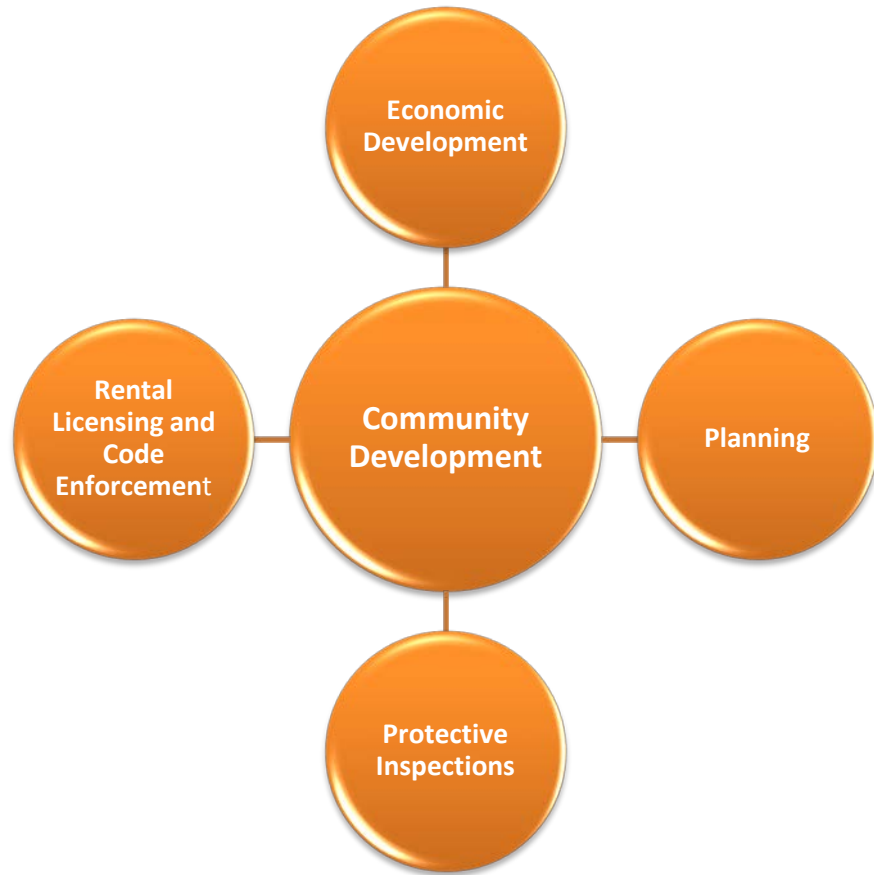 Economic
Development
Rental
Licensing and
Code
Enforcement
Community
Development
Planning
Protective
Inspections